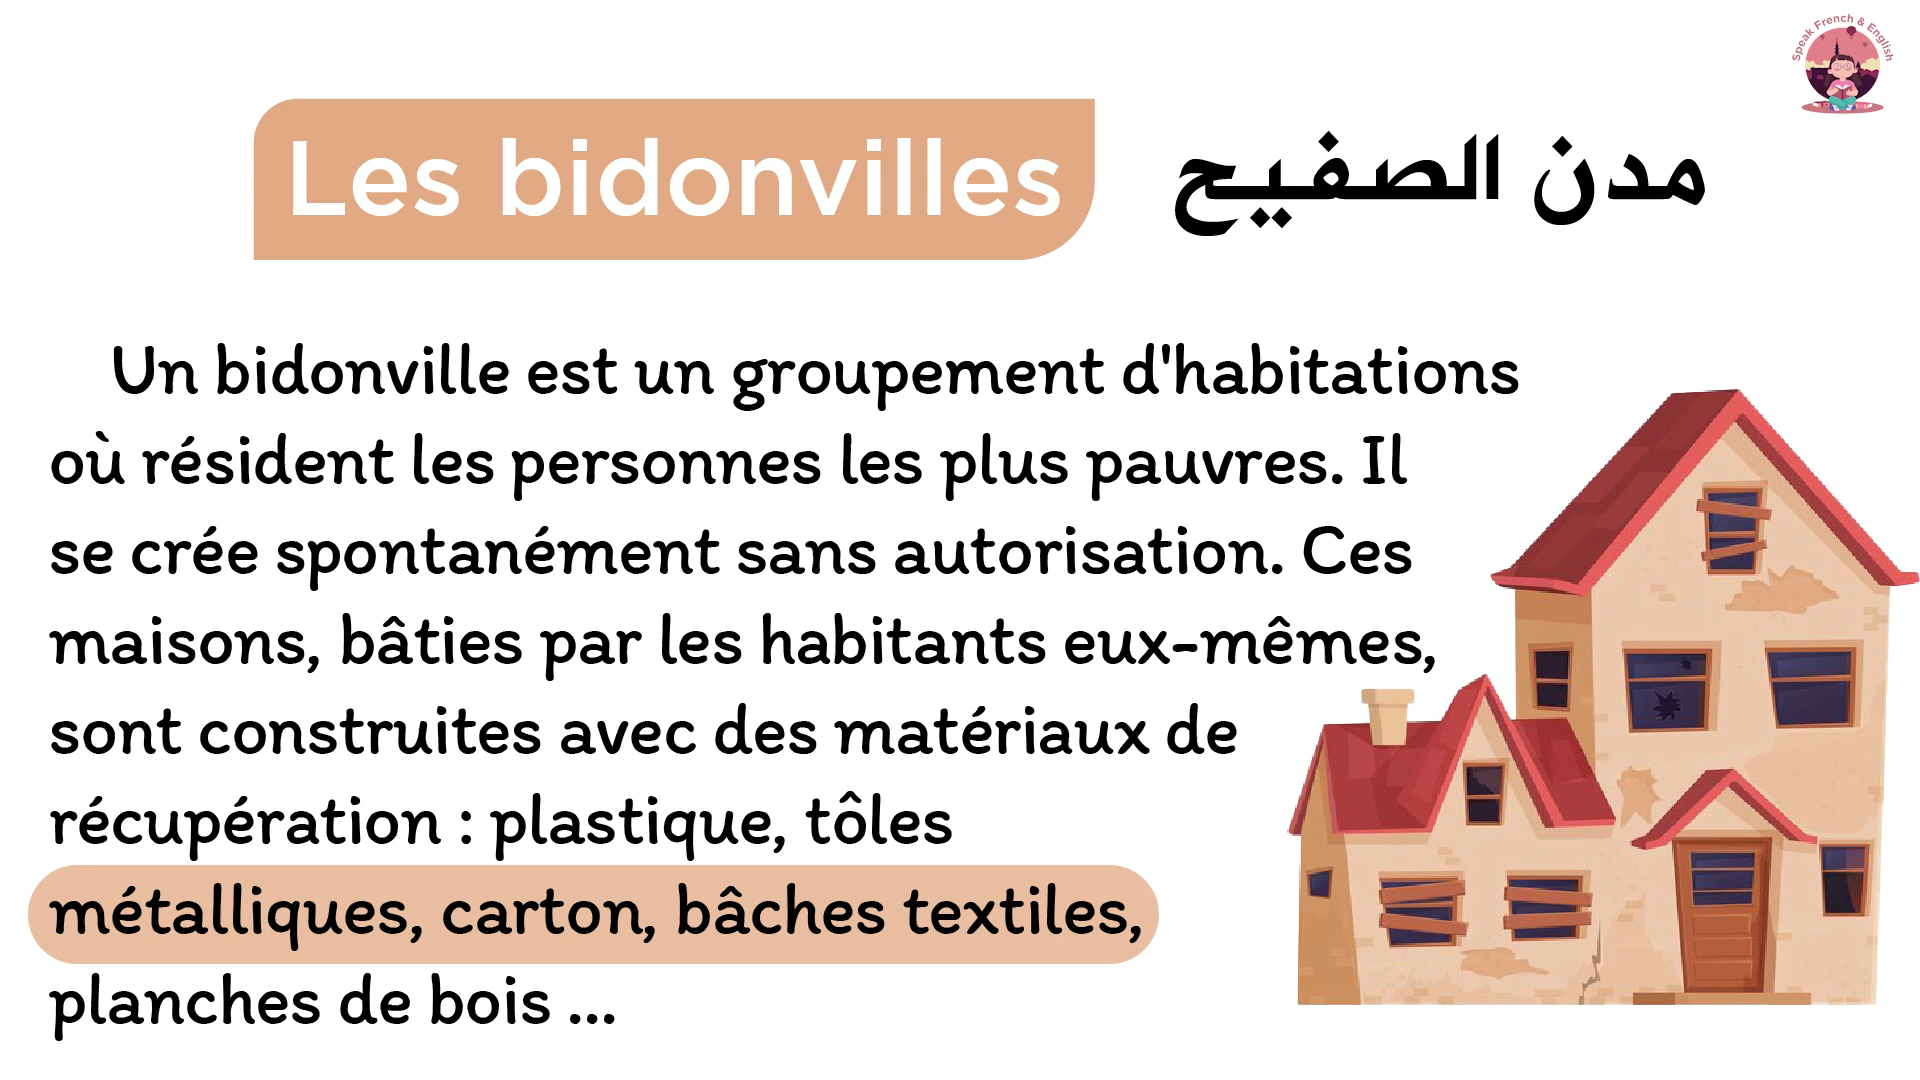 Speak French & English
Les bidonvilles
مدن الصفيح
Un bidonville est un groupement d'habitations
où résident les personnes les plus pauvres. Il
se crée spontanément sans autorisation. Ces
maisons, bâties par les habitants eux-mêmes,
sont construites avec des matériaux de
récupération : plastique, tôles
métalliques, carton, bâches textiles,
planches de bois ...